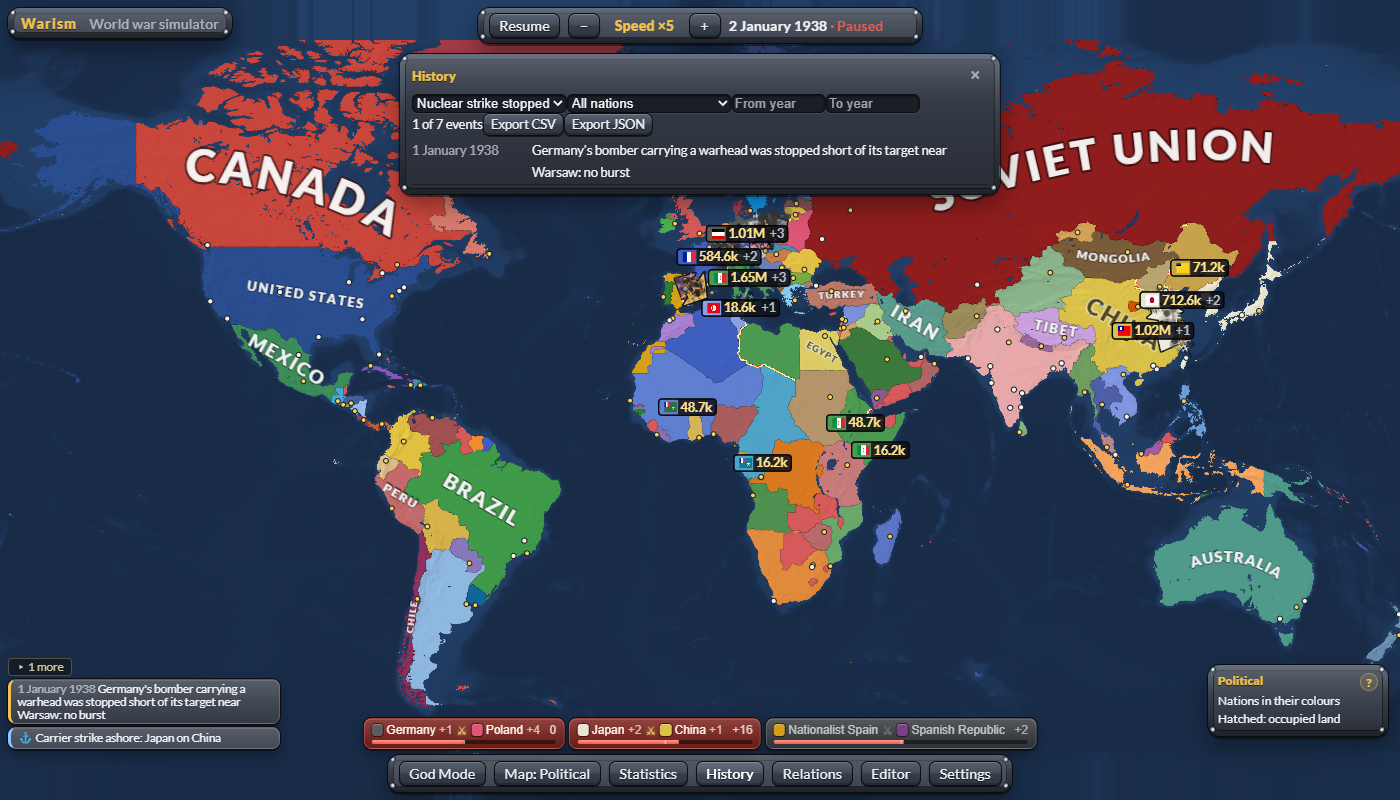 Warism World war simulator
Resume − Speed ×5 + 2 January 1938 · Paused
History ×
Nuclear strike stopped All nations From year To year
1 of 7 events Export CSV Export JSON
1 January 1938 Germany's bomber carrying a warhead was stopped short of its target near
Warsaw: no burst
CANADA
SOVIET UNION
UNITED STATES
MEXICO
BRAZIL
PERU
CHILE
TURKEY
IRAN
EGYPT
MONGOLIA
TIBET
CHINA
AUSTRALIA
1.01M +3
584.6k +2
1.65M +3
18.6k +1
71.2k
712.6k +2
1.02M +1
48.7k
48.7k
16.2k
16.2k
▸ 1 more
1 January 1938 Germany's bomber carrying a
warhead was stopped short of its target near
Warsaw: no burst
Carrier strike ashore: Japan on China
Germany +1 Poland +4 0
Japan +2 China +1 +16
Nationalist Spain Spanish Republic +2
Political ?
Nations in their colours
Hatched: occupied land
God Mode Map: Political Statistics History Relations Editor Settings